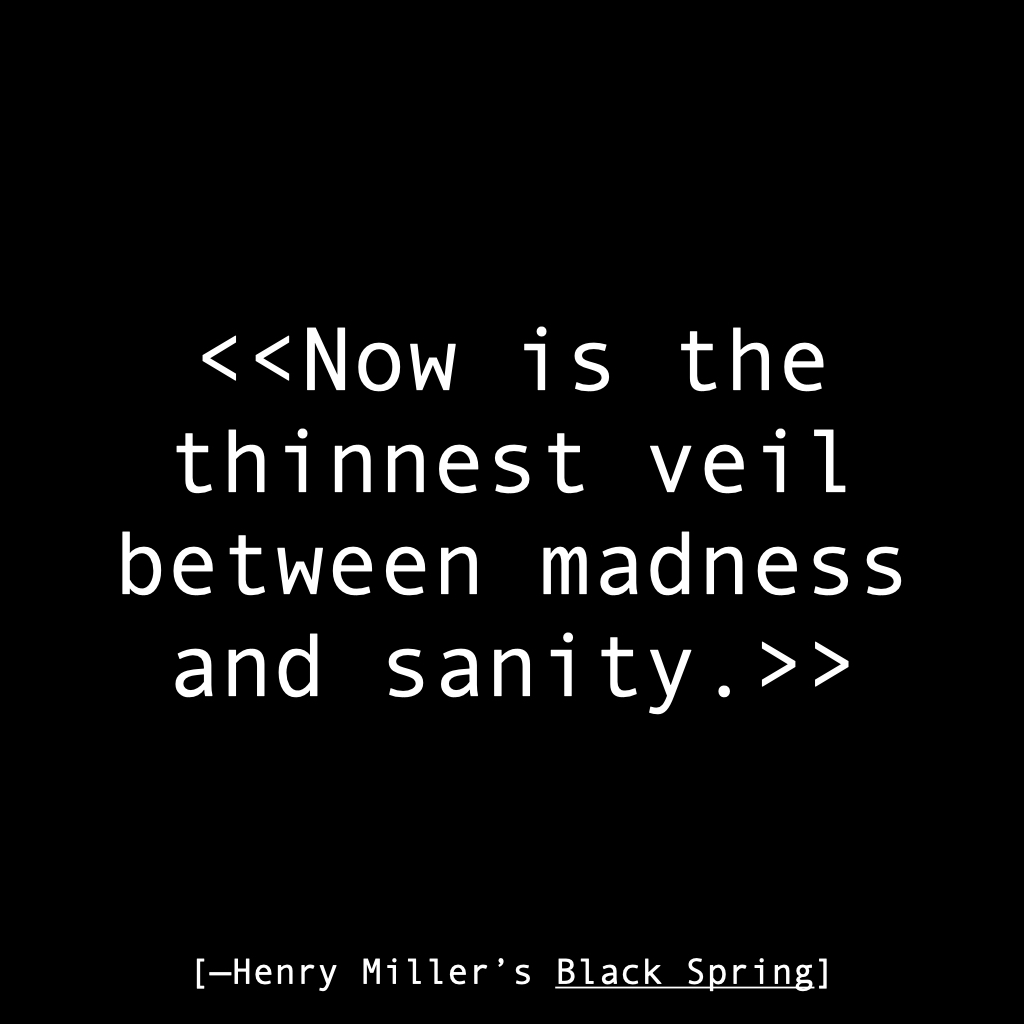 <<Now is the
thinnest veil
between madness
and sanity.>>
[—Henry Miller’s Black Spring]